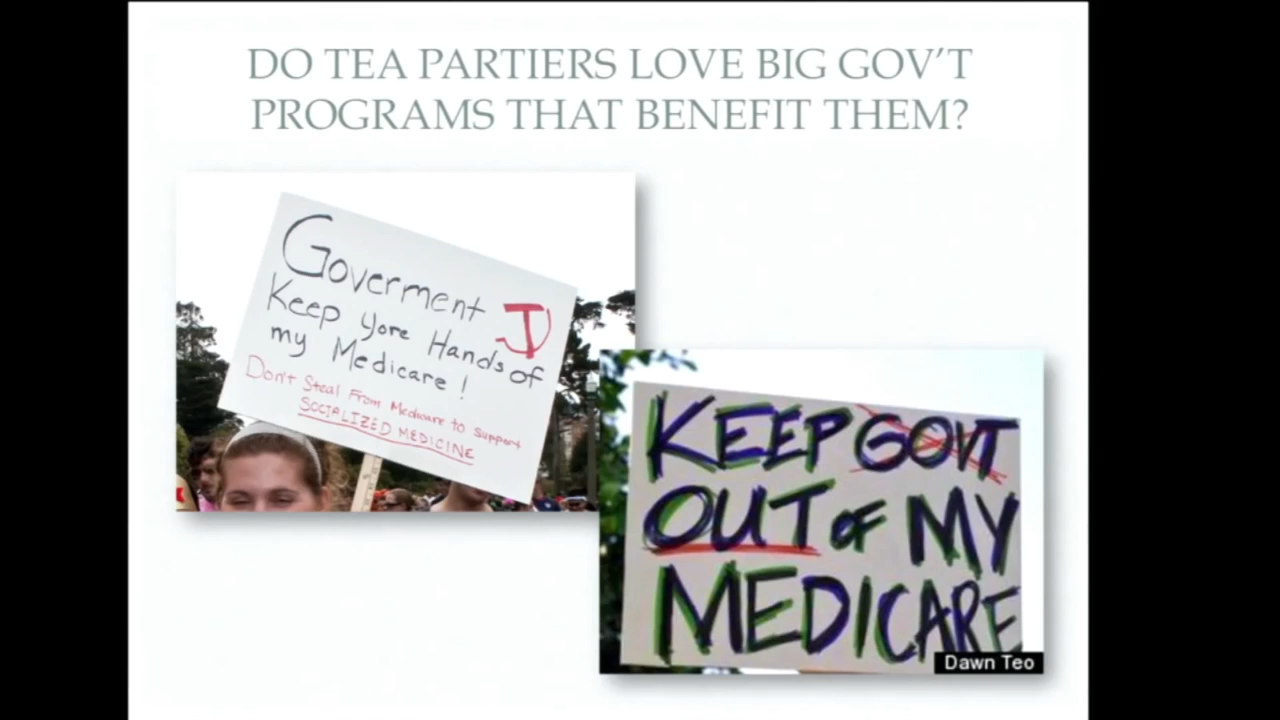 DO TEA PARTIERS LOVE BIG GOV'T
PROGRAMS THAT BENEFIT THEM?
Goverment
Keep yore Hands of
my Medicare!
Don't Steal From Medicare to Support
SOCIALIZED MEDICINE
KEEP GOVT
OUT OF MY
MEDICARE
Dawn Teo